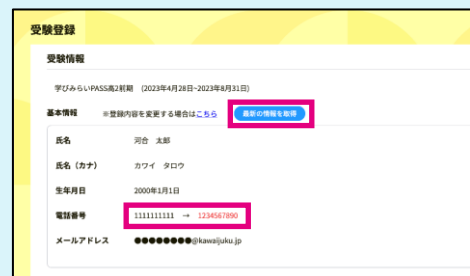 受験登録
受験情報
学びみらいPASS高2前期 (2023年4月28日~2023年8月31日)
基本情報 ※登録内容を変更する場合はこちら 最新の情報を取得
氏名 河合 太郎
氏名(カナ) カワイ タロウ
生年月日 2000年1月1日
電話番号 1111111111 → 1234567890
メールアドレス ●●●●●●●●@kawaijuku.jp